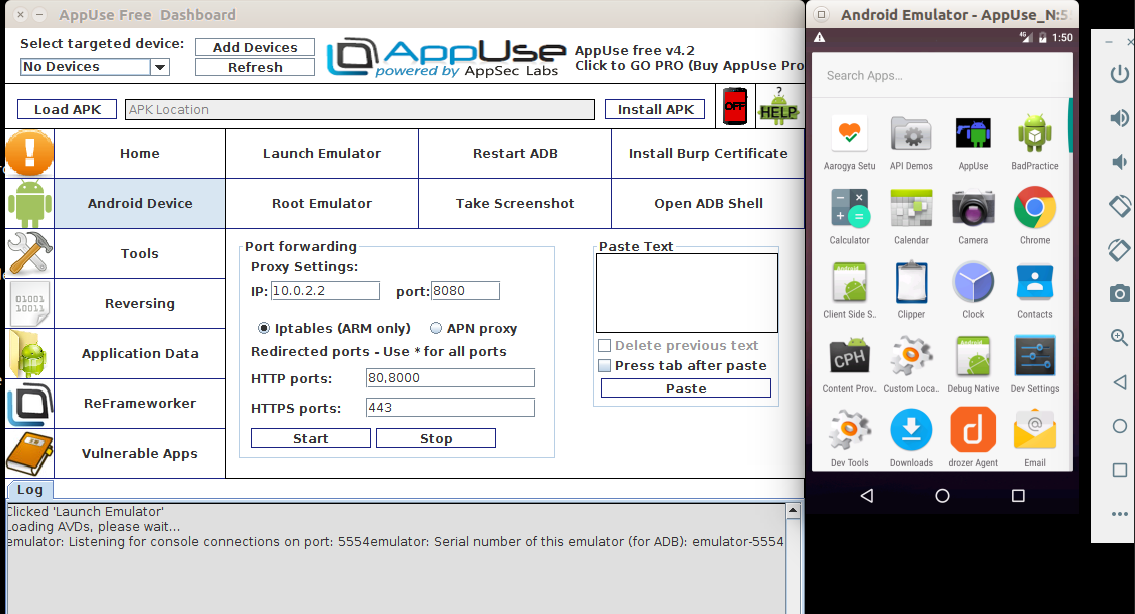 AppUse Free  Dashboard
Select targeted device:
No Devices
Add Devices
Refresh
AppUse
powered by AppSec Labs
AppUse free v4.2
Click to GO PRO (Buy AppUse Pro
Load APK
APK Location
Install APK
OFF
?
HELP
Home
Launch Emulator
Restart ADB
Install Burp Certificate
Android Device
Root Emulator
Take Screenshot
Open ADB Shell
Tools
Reversing
Application Data
ReFrameworker
Vulnerable Apps
01001
10011
Port forwarding
Proxy Settings:
IP: 10.0.2.2 port: 8080
Iptables (ARM only) APN proxy
Redirected ports - Use * for all ports
HTTP ports: 80,8000
HTTPS ports: 443
Start Stop
Paste Text
Delete previous text
Press tab after paste
Paste
Log
Clicked 'Launch Emulator'
Loading AVDs, please wait...
emulator: Listening for console connections on port: 5554emulator: Serial number of this emulator (for ADB): emulator-5554
Android Emulator - AppUse_N:5
4G 1:50
Search Apps...
Aarogya Setu API Demos AppUse BadPractice
Calculator Calendar Camera Chrome
Android Android
Client Side S.. Clipper Clock Contacts
CPH
Content Prov.. Custom Loca.. Debug Native Dev Settings
d @
Dev Tools Downloads drozer Agent Email